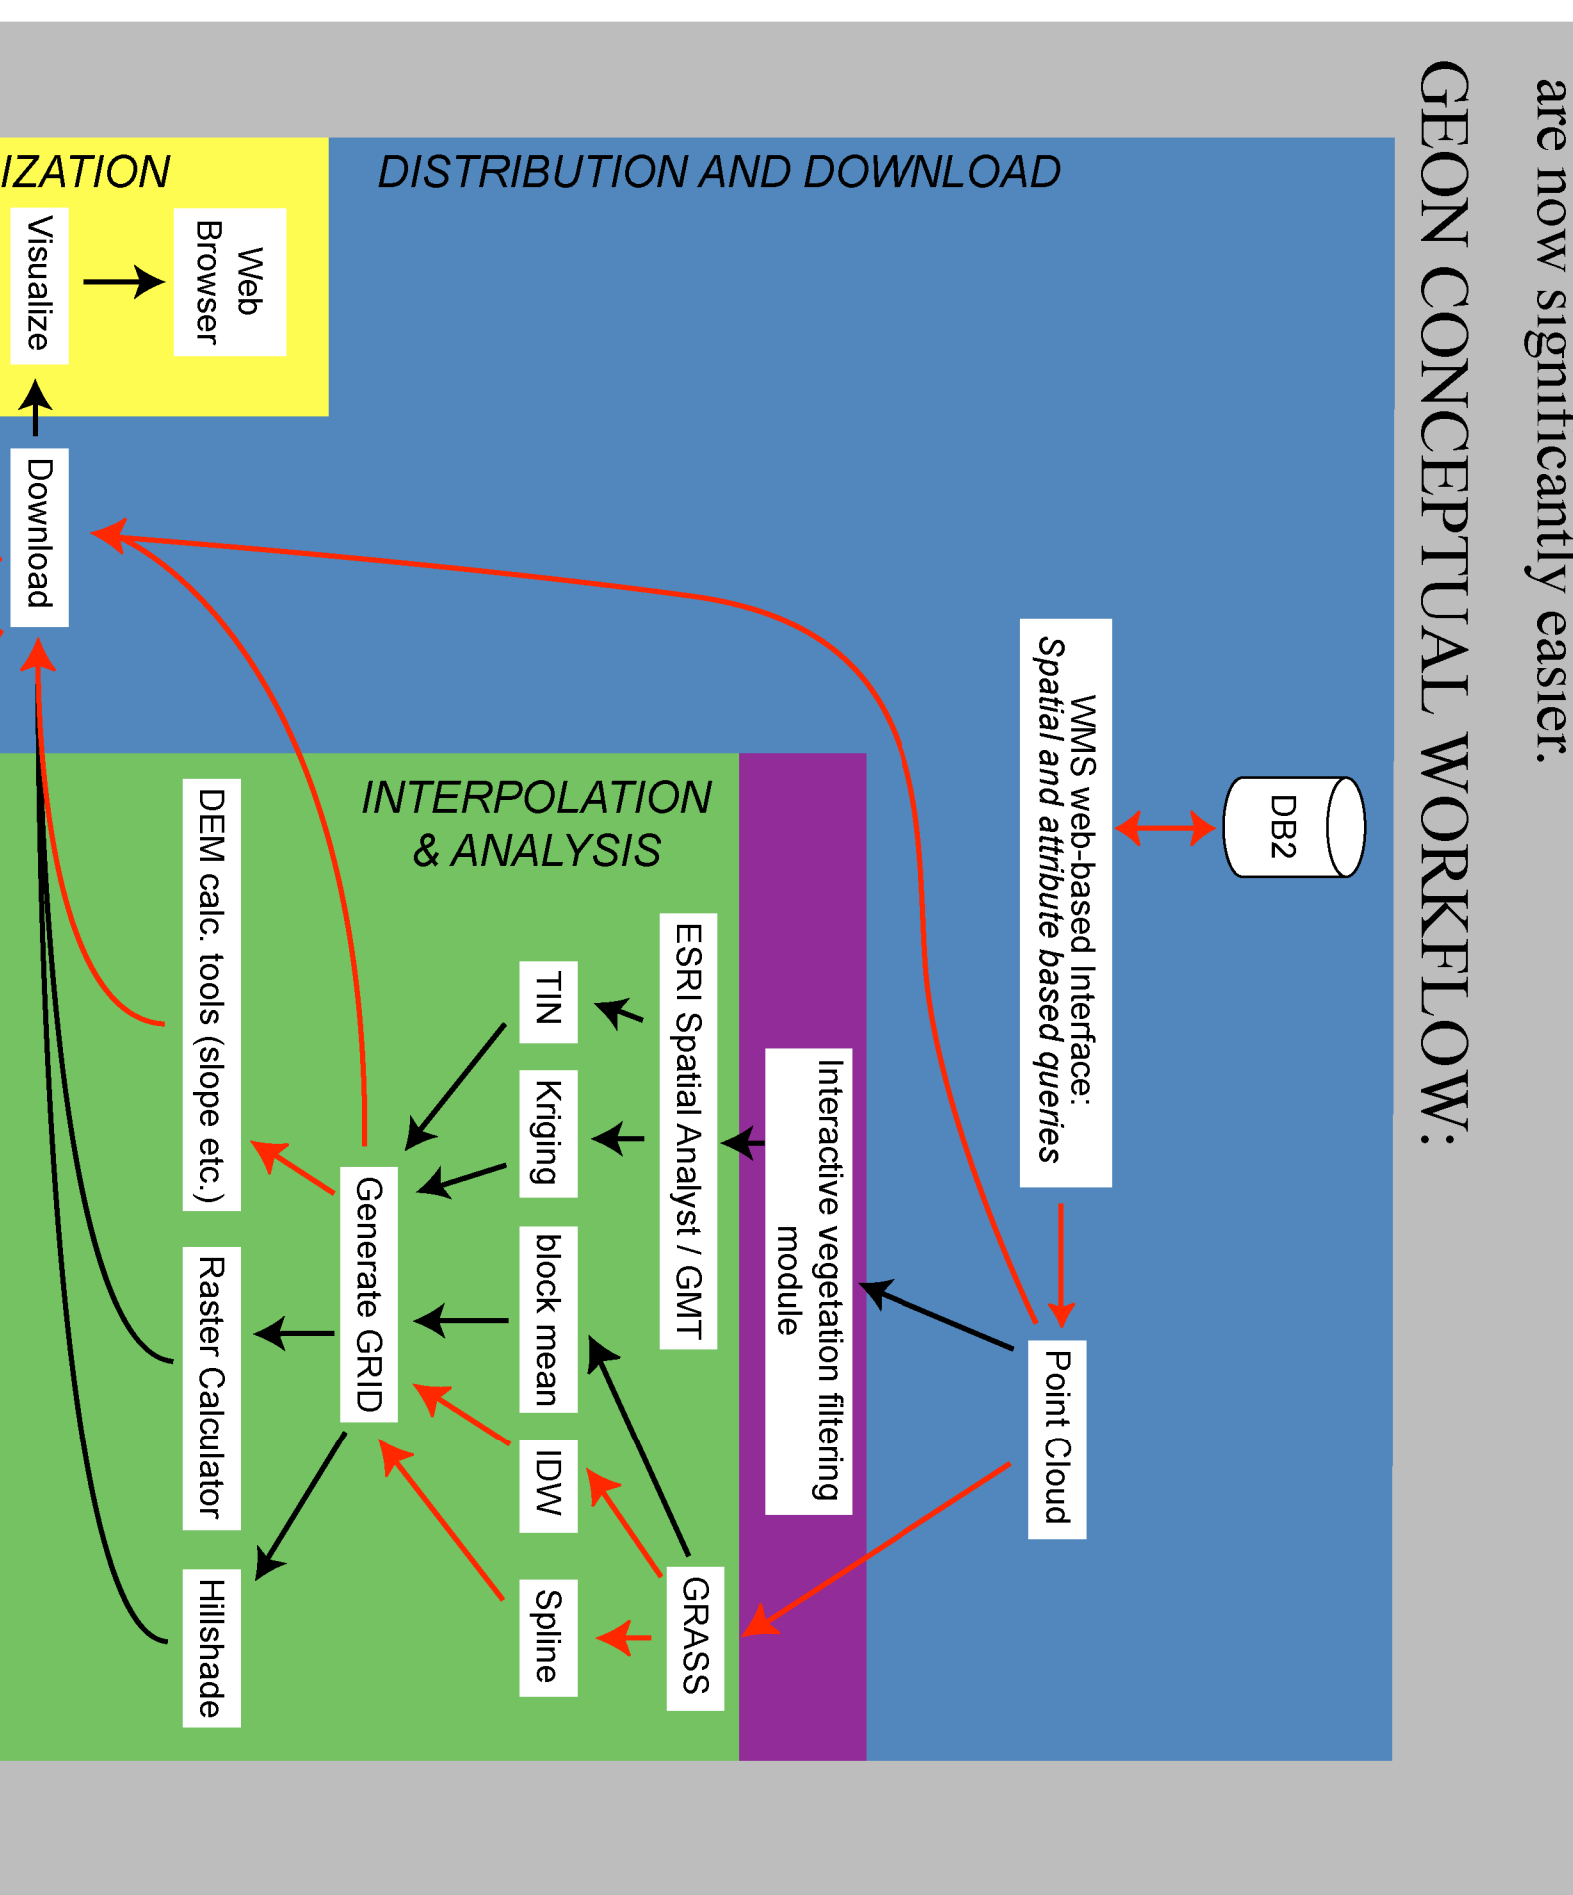 are now significantly easier.
GEON CONCEPTUAL WORKFLOW:
DISTRIBUTION AND DOWNLOAD
DB2
WMS web-based Interface:
Spatial and attribute based queries
Point Cloud
Interactive vegetation filtering
module
INTERPOLATION
& ANALYSIS
ESRI Spatial Analyst / GMT
GRASS
TIN
Kriging
block mean
IDW
Spline
Generate GRID
DEM calc. tools (slope etc.)
Raster Calculator
Hillshade
IZATION
Web
Browser
Visualize
Download